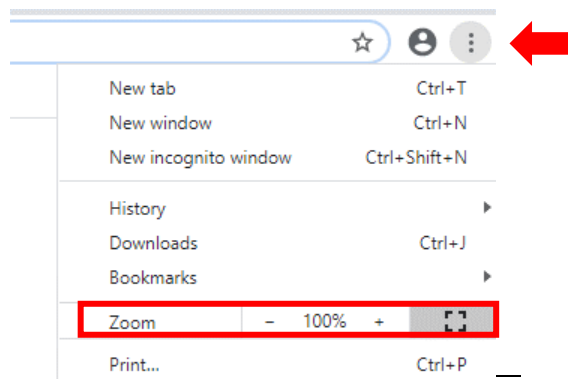 New tab Ctrl+T
New window Ctrl+N
New incognito window Ctrl+Shift+N
History
Downloads Ctrl+J
Bookmarks
Zoom - 100% +
Print... Ctrl+P